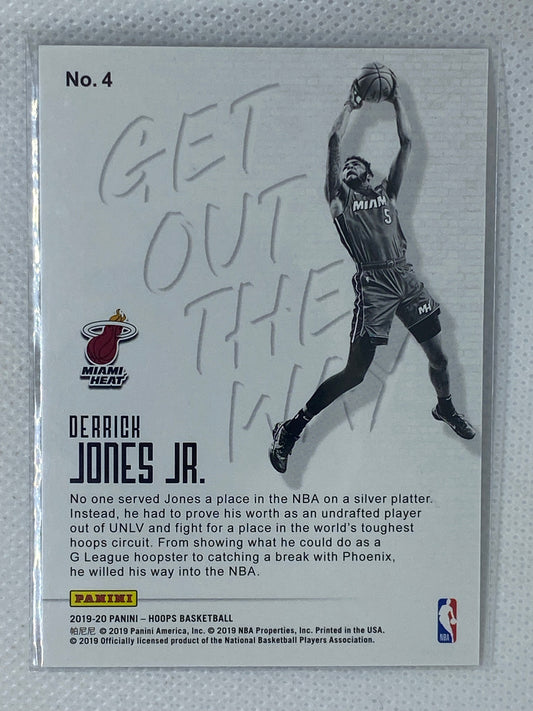 No. 4
GET
OUT
THE
WAY
MIAMI
5
MH
MIAMI
HEAT
DERRICK
JONES JR.
No one served Jones a place in the NBA on a silver platter.
Instead, he had to prove his worth as an undrafted player
out of UNLV and fight for a place in the world's toughest
hoops circuit. From showing what he could do as a
G League hoopster to catching a break with Phoenix,
he willed his way into the NBA.
PANINI
2019-20 PANINI – HOOPS BASKETBALL
帕尼尼 © 2019 Panini America, Inc. © 2019 NBA Properties, Inc. Printed in the USA.
© 2019 Officially licensed product of the National Basketball Players Association.
NBA